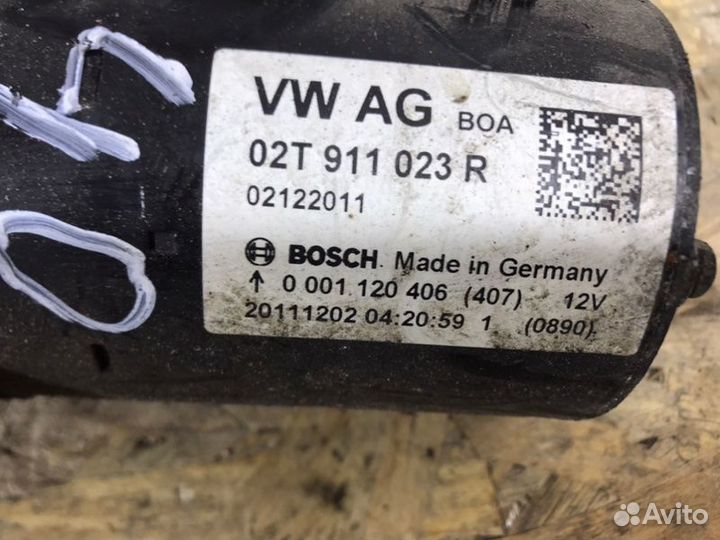 VW AG BOA
02T 911 023 R
02122011
BOSCH Made in Germany
↑ 0 001 120 406 (407) 12V
20111202 04:20:59 1 (0890)
Avito